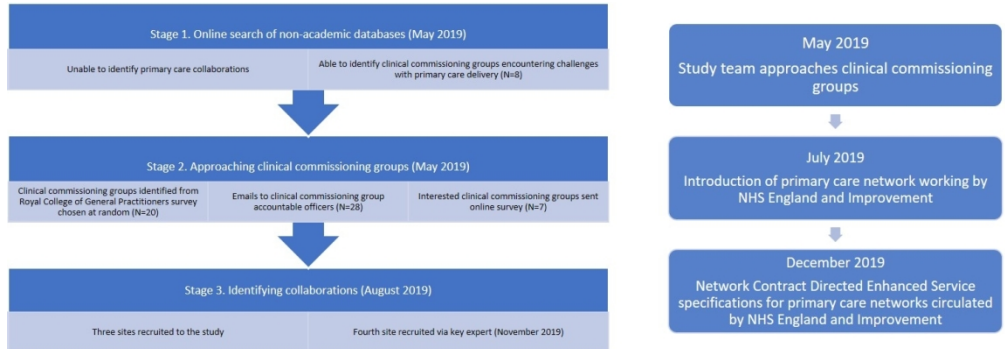 Stage 1. Online search of non-academic databases (May 2019)
Unable to identify primary care collaborations
Able to identify clinical commissioning groups encountering challenges
with primary care delivery (N=8)
Stage 2. Approaching clinical commissioning groups (May 2019)
Clinical commissioning groups identified from
Royal College of General Practitioners survey
chosen at random (N=20)
Emails to clinical commissioning group
accountable officers (N=28)
Interested clinical commissioning groups sent
online survey (N=7)
Stage 3. Identifying collaborations (August 2019)
Three sites recruited to the study
Fourth site recruited via key expert (November 2019)
May 2019
Study team approaches clinical commissioning
groups
July 2019
Introduction of primary care network working by
NHS England and Improvement
December 2019
Network Contract Directed Enhanced Service
specifications for primary care networks circulated
by NHS England and Improvement